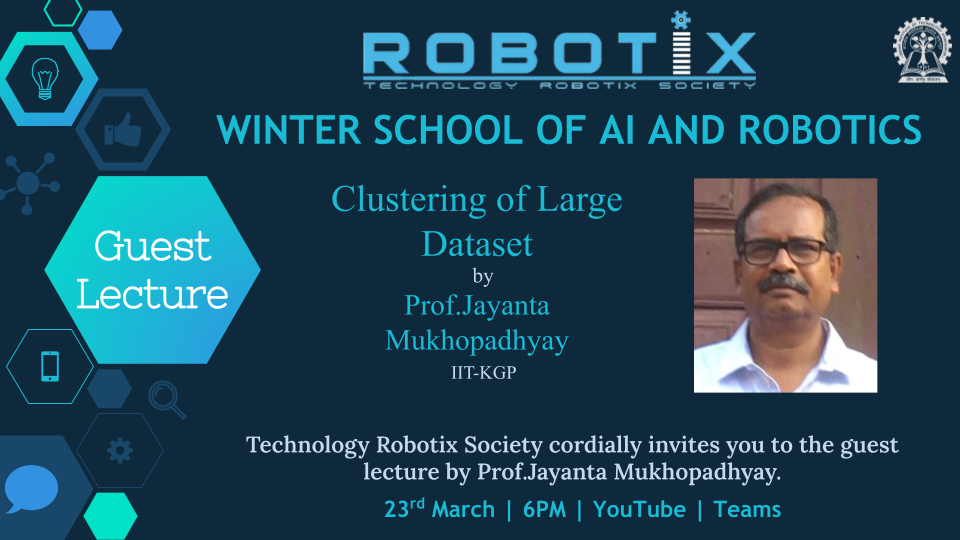 ROBOTIX
TECHNOLOGY ROBOTIX SOCIETY
WINTER SCHOOL OF AI AND ROBOTICS
Guest
Lecture
Clustering of Large
Dataset
by
Prof.Jayanta
Mukhopadhyay
IIT-KGP
Technology Robotix Society cordially invites you to the guest
lecture by Prof.Jayanta Mukhopadhyay.
23rd March | 6PM | YouTube | Teams